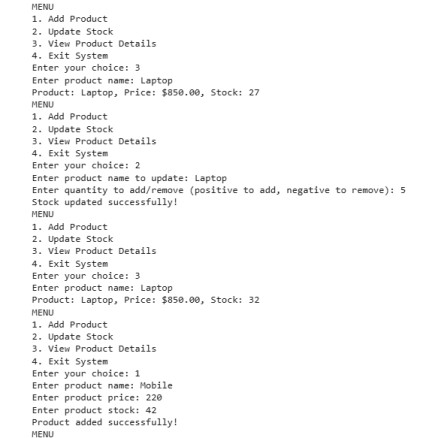 MENU
1. Add Product
2. Update Stock
3. View Product Details
4. Exit System
Enter your choice: 3
Enter product name: Laptop
Product: Laptop, Price: $850.00, Stock: 27
MENU
1. Add Product
2. Update Stock
3. View Product Details
4. Exit System
Enter your choice: 2
Enter product name to update: Laptop
Enter quantity to add/remove (positive to add, negative to remove): 5
Stock updated successfully!
MENU
1. Add Product
2. Update Stock
3. View Product Details
4. Exit System
Enter your choice: 3
Enter product name: Laptop
Product: Laptop, Price: $850.00, Stock: 32
MENU
1. Add Product
2. Update Stock
3. View Product Details
4. Exit System
Enter your choice: 1
Enter product name: Mobile
Enter product price: 220
Enter product stock: 42
Product added successfully!
MENU